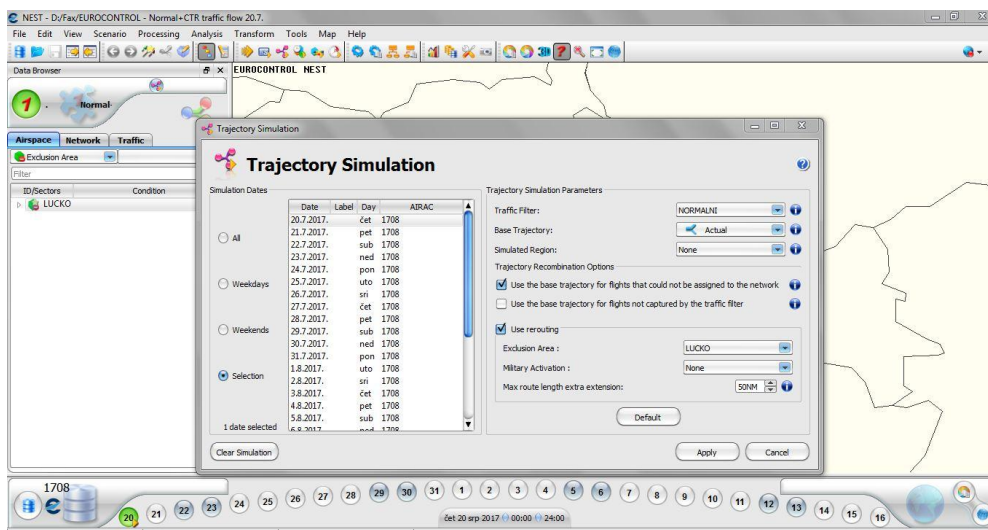 NEST - D:/Fax/EUROCONTROL - Normal+CTR traffic flow 20.7.
File Edit View Scenario Processing Analysis Transform Tools Map Help
Data Browser
EUROCONTROL NEST
1 . Normal-
Airspace Network Traffic
Exclusion Area
Filter
ID/Sectors Condition
LUCKO
Trajectory Simulation
Trajectory Simulation
Simulation Dates
All
Weekdays
Weekends
Selection
1 date selected
Date Label Day AIRAC
20.7.2017. čet 1708
21.7.2017. pet 1708
22.7.2017. sub 1708
23.7.2017. ned 1708
24.7.2017. pon 1708
25.7.2017. uto 1708
26.7.2017. sri 1708
27.7.2017. čet 1708
28.7.2017. pet 1708
29.7.2017. sub 1708
30.7.2017. ned 1708
31.7.2017. pon 1708
1.8.2017. uto 1708
2.8.2017. sri 1708
3.8.2017. čet 1708
4.8.2017. pet 1708
5.8.2017. sub 1708
6.8.2017 ned 1708
Trajectory Simulation Parameters
Traffic Filter: NORMALNI
Base Trajectory: Actual
Simulated Region: None
Trajectory Recombination Options
Use the base trajectory for flights that could not be assigned to the network
Use the base trajectory for flights not captured by the traffic filter
Use rerouting
Exclusion Area : LUCKO
Military Activation : None
Max route length extra extension: 50NM
Default
Clear Simulation
Apply Cancel
1708
20 21 22 23 24 25 26 27 28 29 30 31 1 2 3 4 5 6 7 8 9 10 11 12 13 14 15 16
čet 20 srp 2017 00:00 24:00